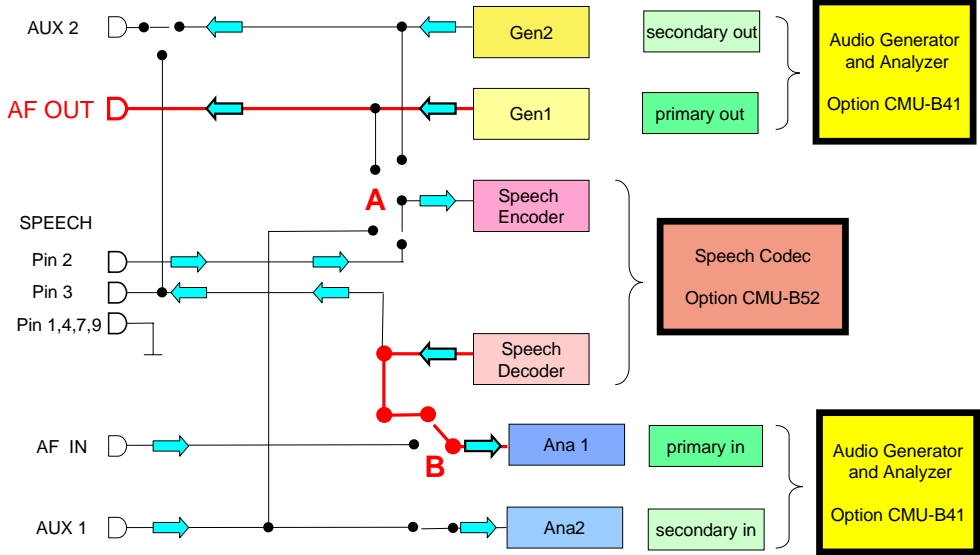 AUX 2
Gen2
secondary out
Audio Generator
and Analyzer
Option CMU-B41
AF OUT
Gen1
primary out
A
Speech
Encoder
SPEECH
Pin 2
Pin 3
Pin 1,4,7,9
Speech Codec
Option CMU-B52
Speech
Decoder
AF IN
B
Ana 1
primary in
Audio Generator
and Analyzer
Option CMU-B41
AUX 1
Ana2
secondary in